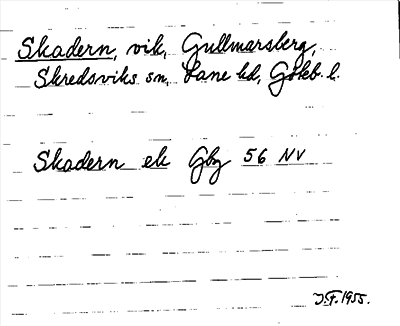 Skadern, vik, Gullmarsberg,
Skredsviks sn, Lane hd, Göteb. l.
Skadern ek Gbg 56 NV
J.F. 1955.